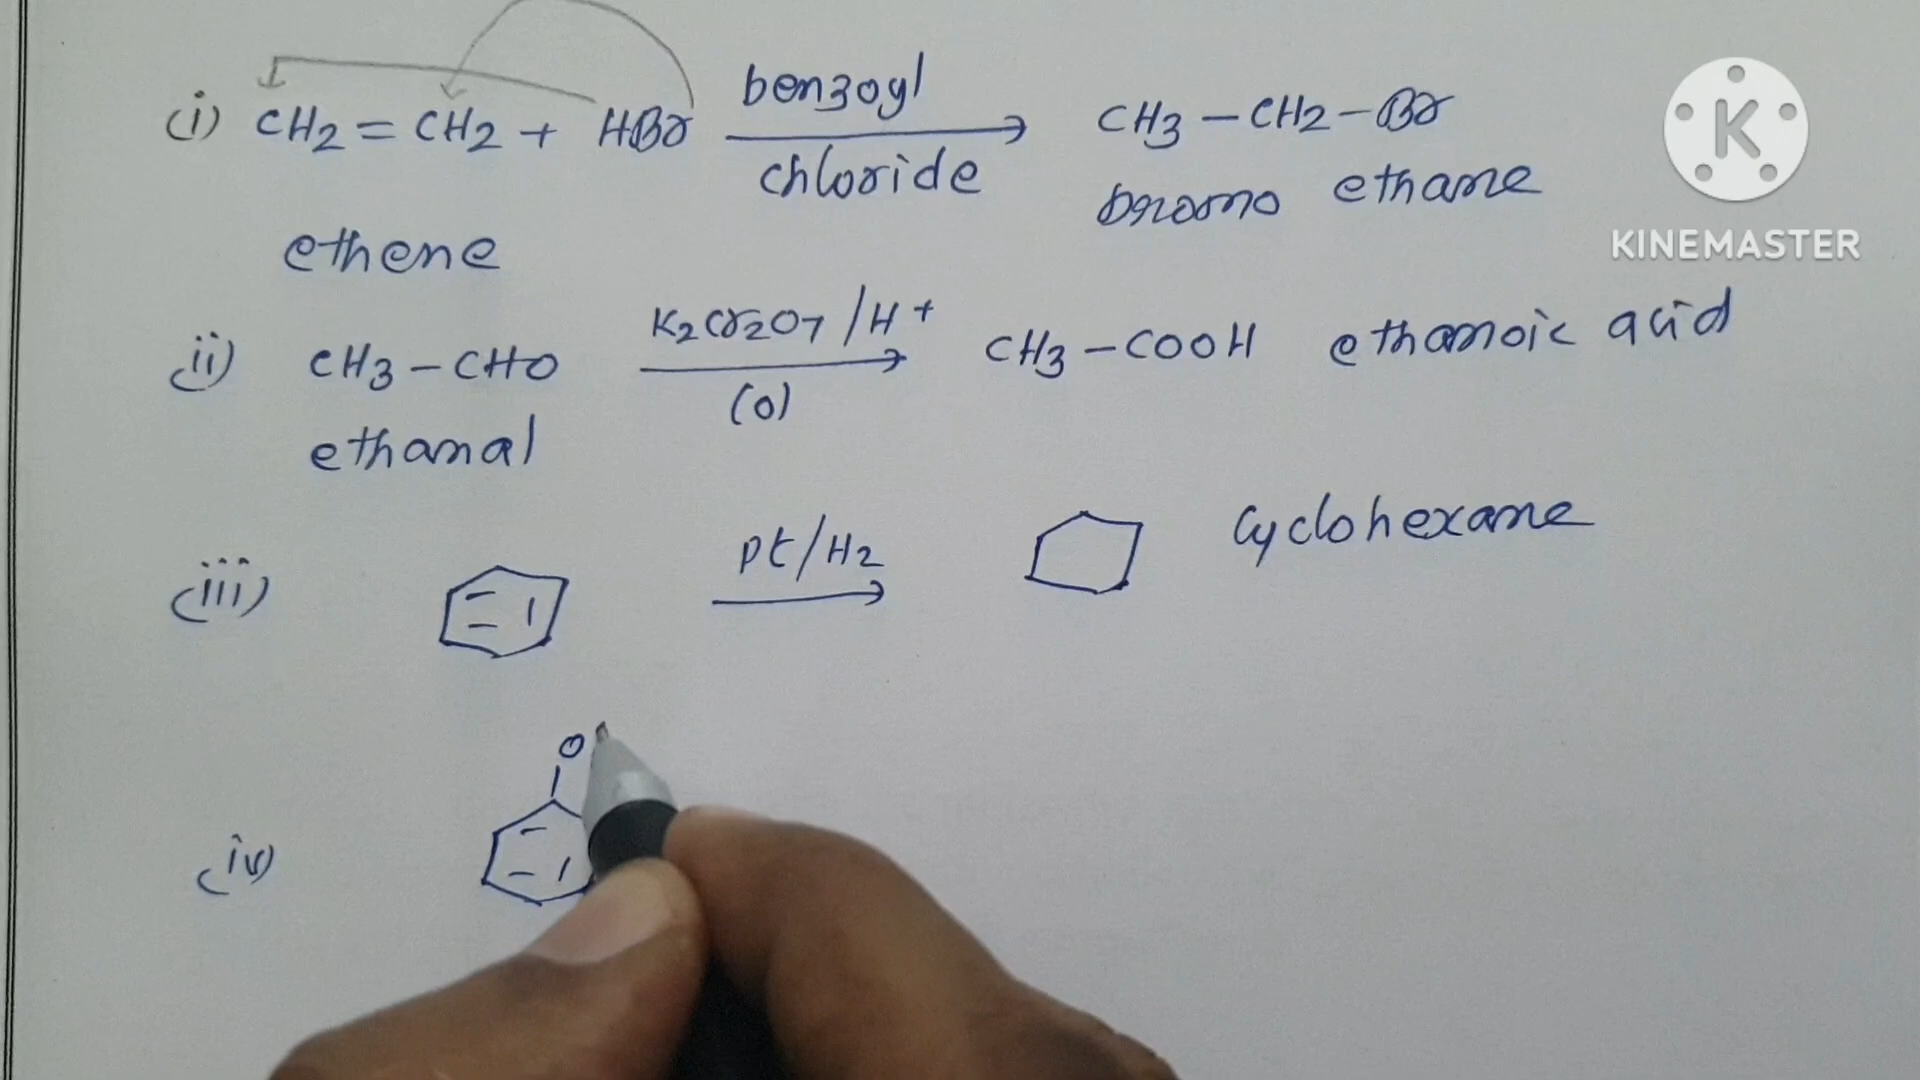 (i) CH2 = CH2 + HBr benzoyl chloride CH3 - CH2 - Br
ethene bromo ethane
(ii) CH3 - CHO K2Cr2O7 / H+ (O) CH3 - COOH ethanoic acid
ethanal
(iii) Pt/H2 Cyclohexane
(iv) O
K
KINEMASTER